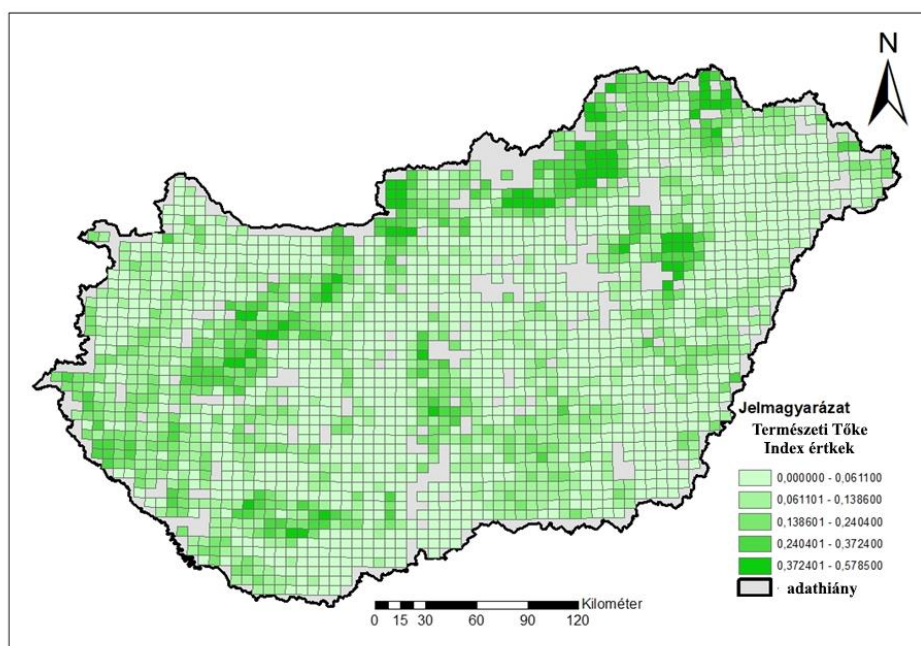 N
Jelmagyarázat
Természeti Tőke
Index értkek
0,000000 - 0,061100
0,061101 - 0,138600
0,138601 - 0,240400
0,240401 - 0,372400
0,372401 - 0,578500
adathiány
Kilométer
0 15 30 60 90 120